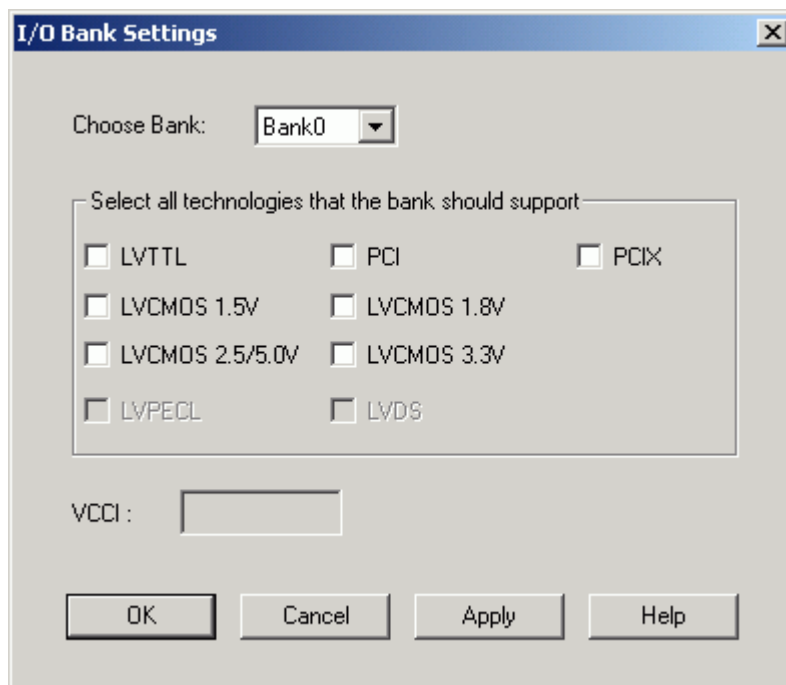 I/O Bank Settings
Choose Bank: Bank0
Select all technologies that the bank should support
LVTTL PCI PCIX
LVCMOS 1.5V LVCMOS 1.8V
LVCMOS 2.5/5.0V LVCMOS 3.3V
LVPECL LVDS
VCCI :
OK Cancel Apply Help